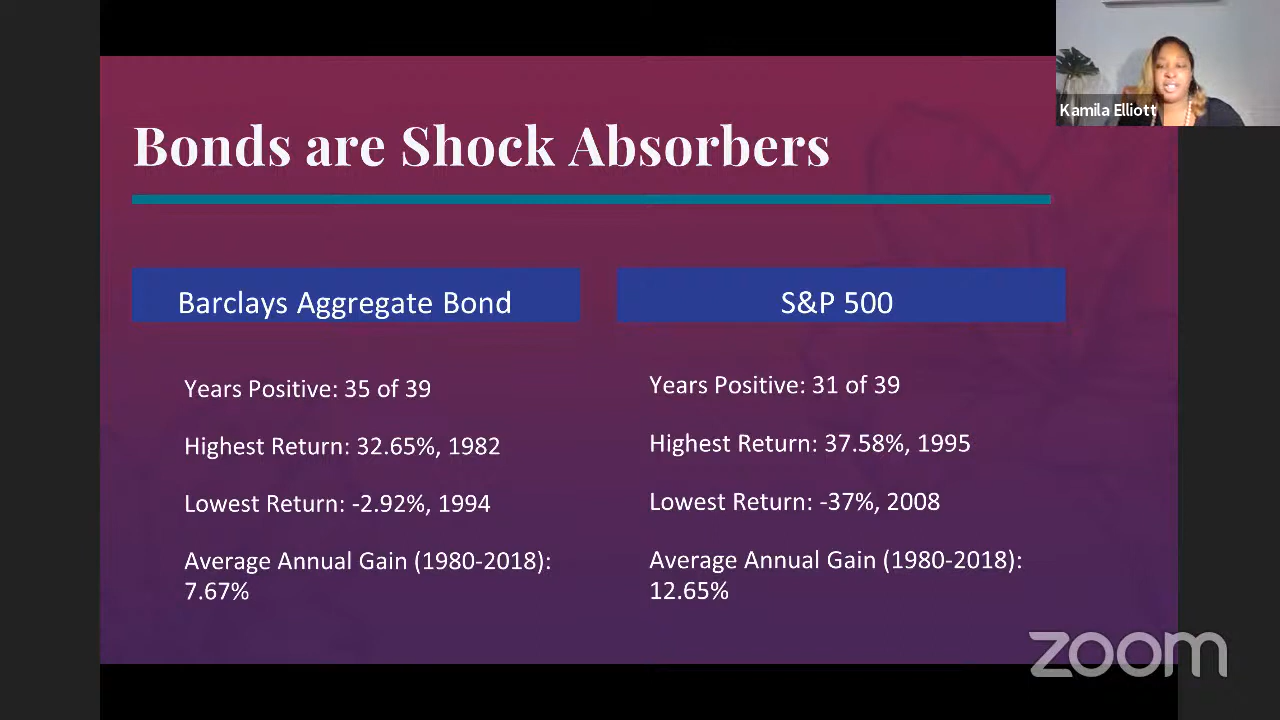 Kamila Elliott
Bonds are Shock Absorbers
Barclays Aggregate Bond
Years Positive: 35 of 39
Highest Return: 32.65%, 1982
Lowest Return: -2.92%, 1994
Average Annual Gain (1980-2018):
7.67%
S&P 500
Years Positive: 31 of 39
Highest Return: 37.58%, 1995
Lowest Return: -37%, 2008
Average Annual Gain (1980-2018):
12.65%
zoom